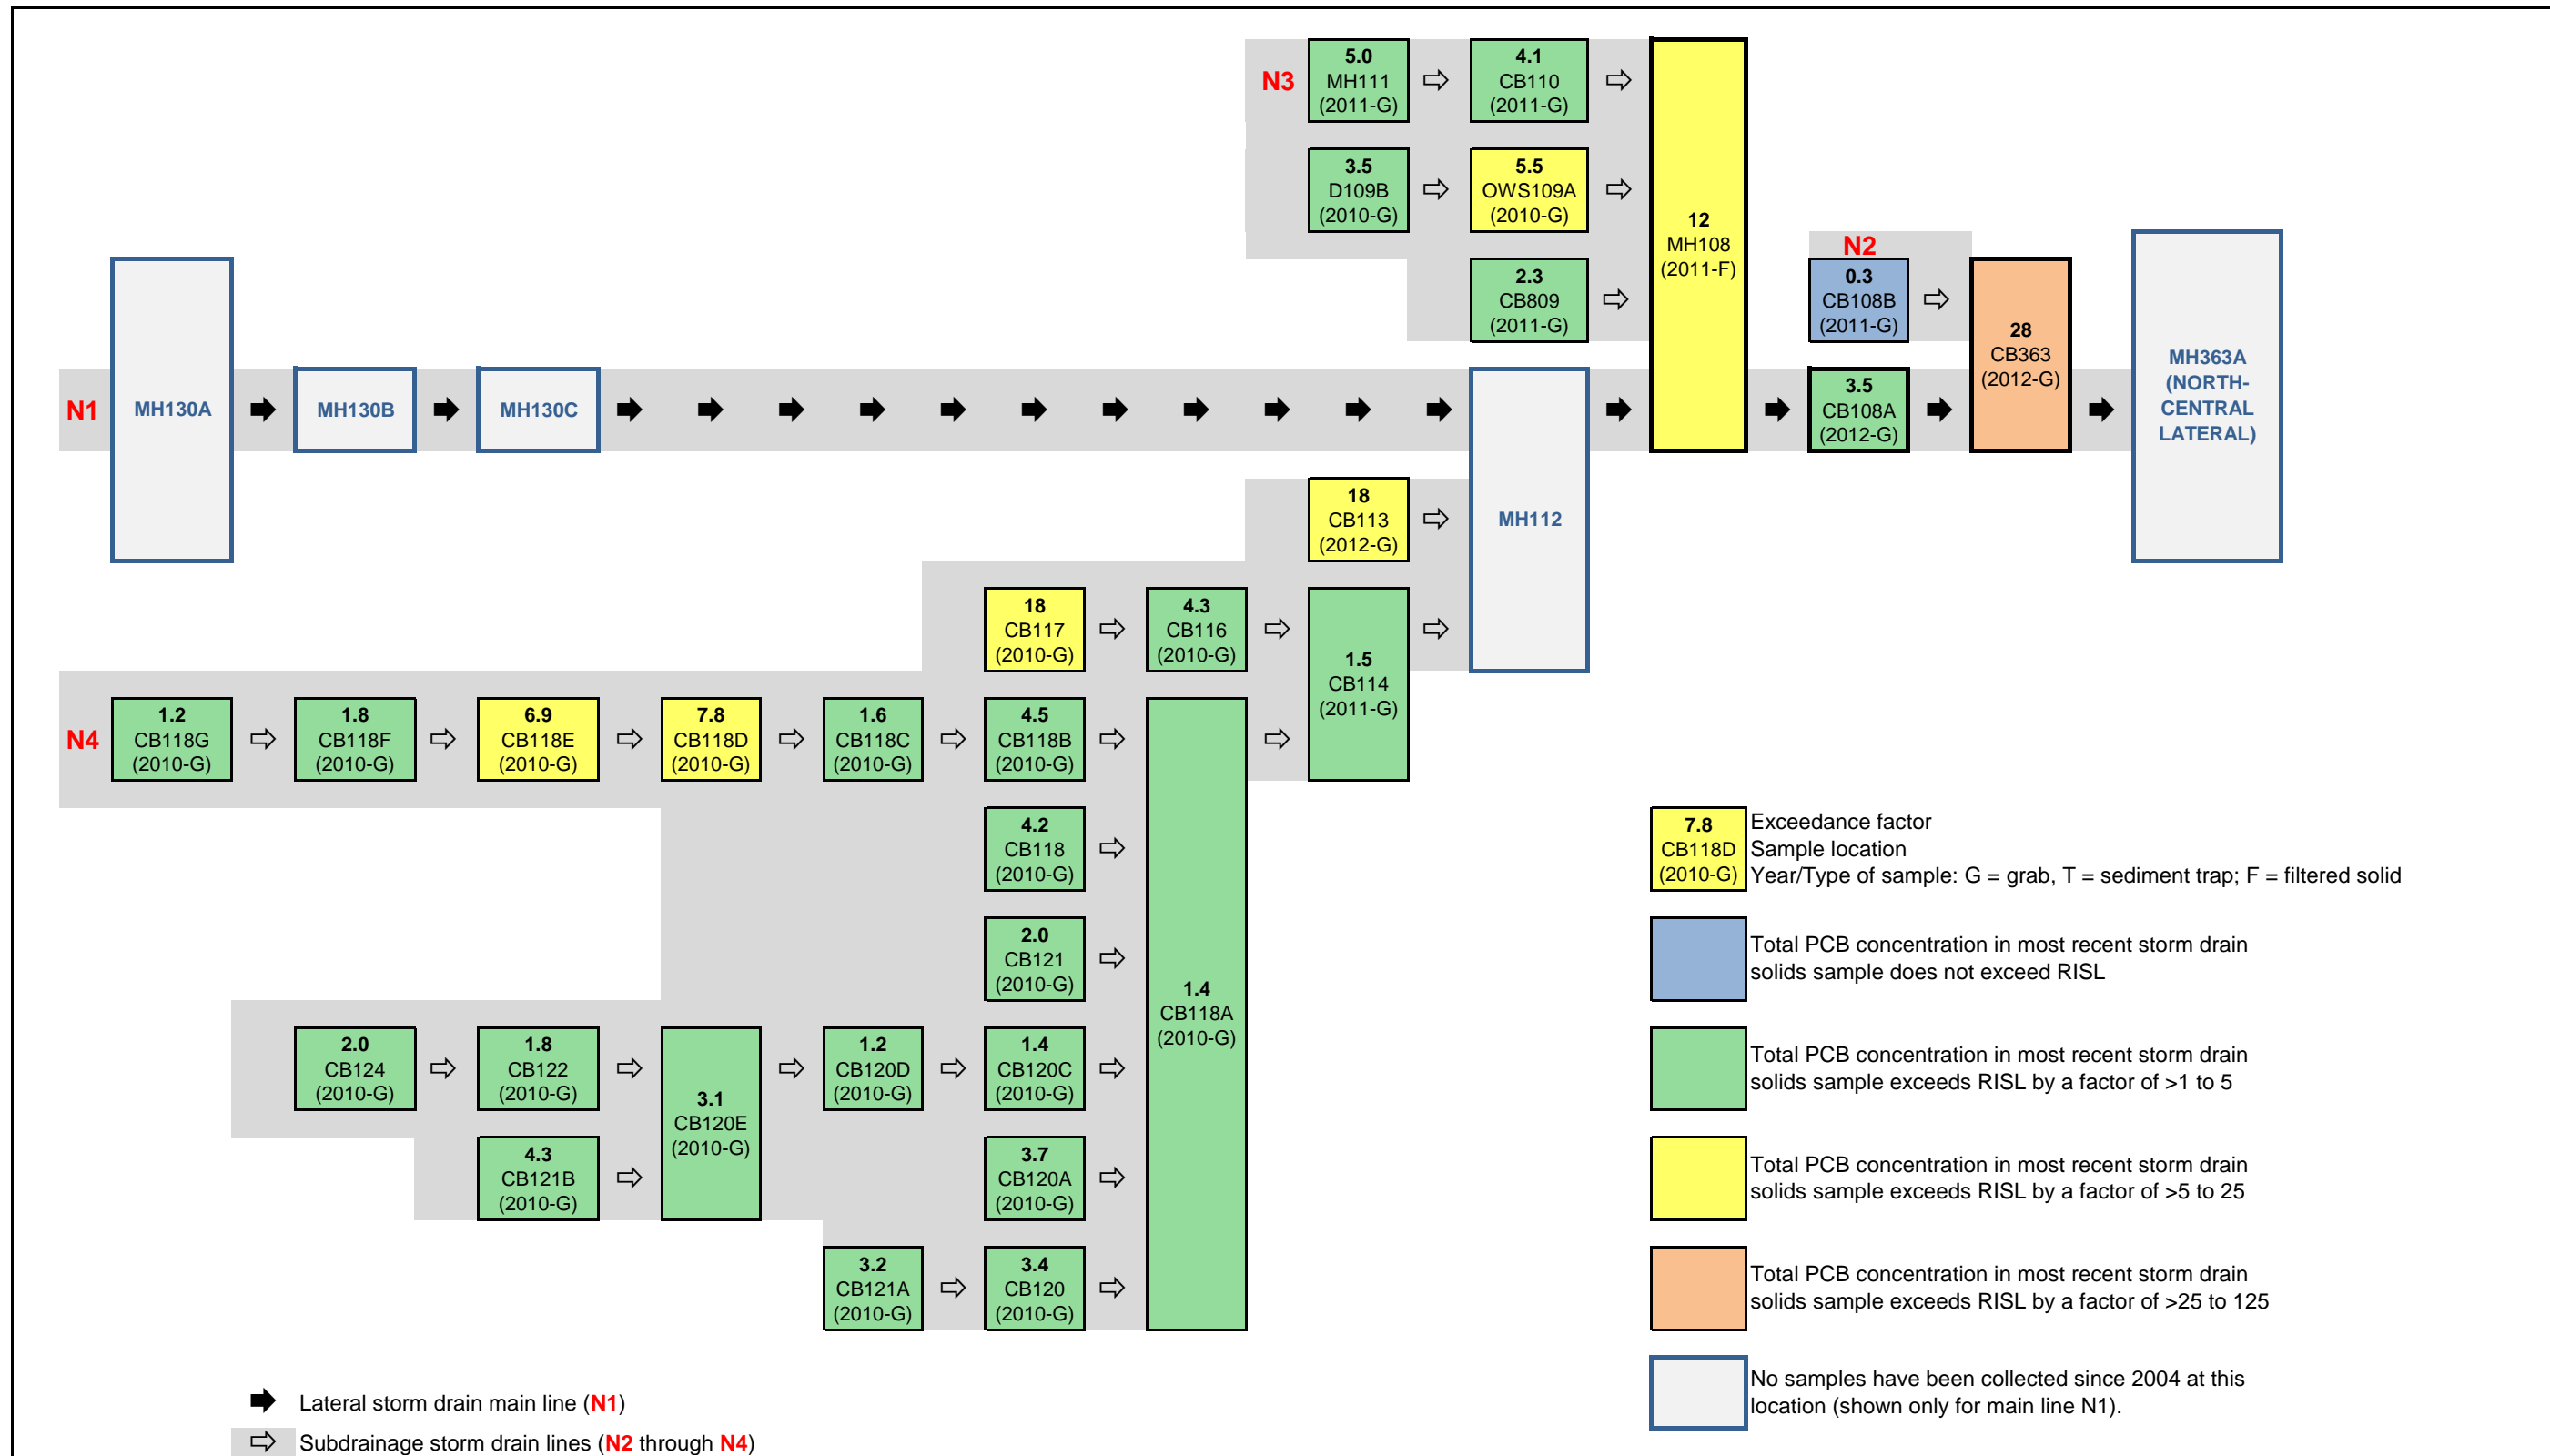 N3
5.0
MH111
(2011-G)
4.1
CB110
(2011-G)
3.5
D109B
(2010-G)
5.5
OWS109A
(2010-G)
2.3
CB809
(2011-G)
12
MH108
(2011-F)
N2
0.3
CB108B
(2011-G)
28
CB363
(2012-G)
MH363A
(NORTH-
CENTRAL
LATERAL)
N1
MH130A
MH130B
MH130C
3.5
CB108A
(2012-G)
18
CB113
(2012-G)
MH112
18
CB117
(2010-G)
4.3
CB116
(2010-G)
1.5
CB114
(2011-G)
N4
1.2
CB118G
(2010-G)
1.8
CB118F
(2010-G)
6.9
CB118E
(2010-G)
7.8
CB118D
(2010-G)
1.6
CB118C
(2010-G)
4.5
CB118B
(2010-G)
4.2
CB118
(2010-G)
2.0
CB121
(2010-G)
1.4
CB118A
(2010-G)
2.0
CB124
(2010-G)
1.8
CB122
(2010-G)
3.1
CB120E
(2010-G)
1.2
CB120D
(2010-G)
1.4
CB120C
(2010-G)
4.3
CB121B
(2010-G)
3.7
CB120A
(2010-G)
3.2
CB121A
(2010-G)
3.4
CB120
(2010-G)
7.8
CB118D
(2010-G)
Exceedance factor
Sample location
Year/Type of sample: G = grab, T = sediment trap; F = filtered solid
Total PCB concentration in most recent storm drain
solids sample does not exceed RISL
Total PCB concentration in most recent storm drain
solids sample exceeds RISL by a factor of >1 to 5
Total PCB concentration in most recent storm drain
solids sample exceeds RISL by a factor of >5 to 25
Total PCB concentration in most recent storm drain
solids sample exceeds RISL by a factor of >25 to 125
No samples have been collected since 2004 at this
location (shown only for main line N1).
Lateral storm drain main line (N1)
Subdrainage storm drain lines (N2 through N4)